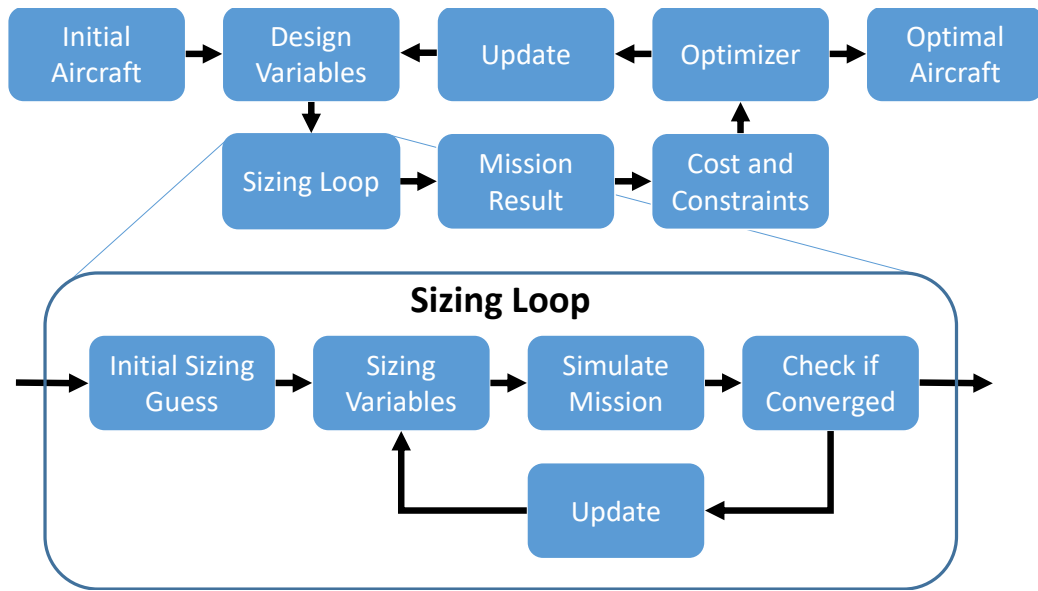 Initial
Aircraft
Design
Variables
Update
Optimizer
Optimal
Aircraft
Sizing Loop
Mission
Result
Cost and
Constraints
Sizing Loop
Initial Sizing
Guess
Sizing
Variables
Simulate
Mission
Check if
Converged
Update